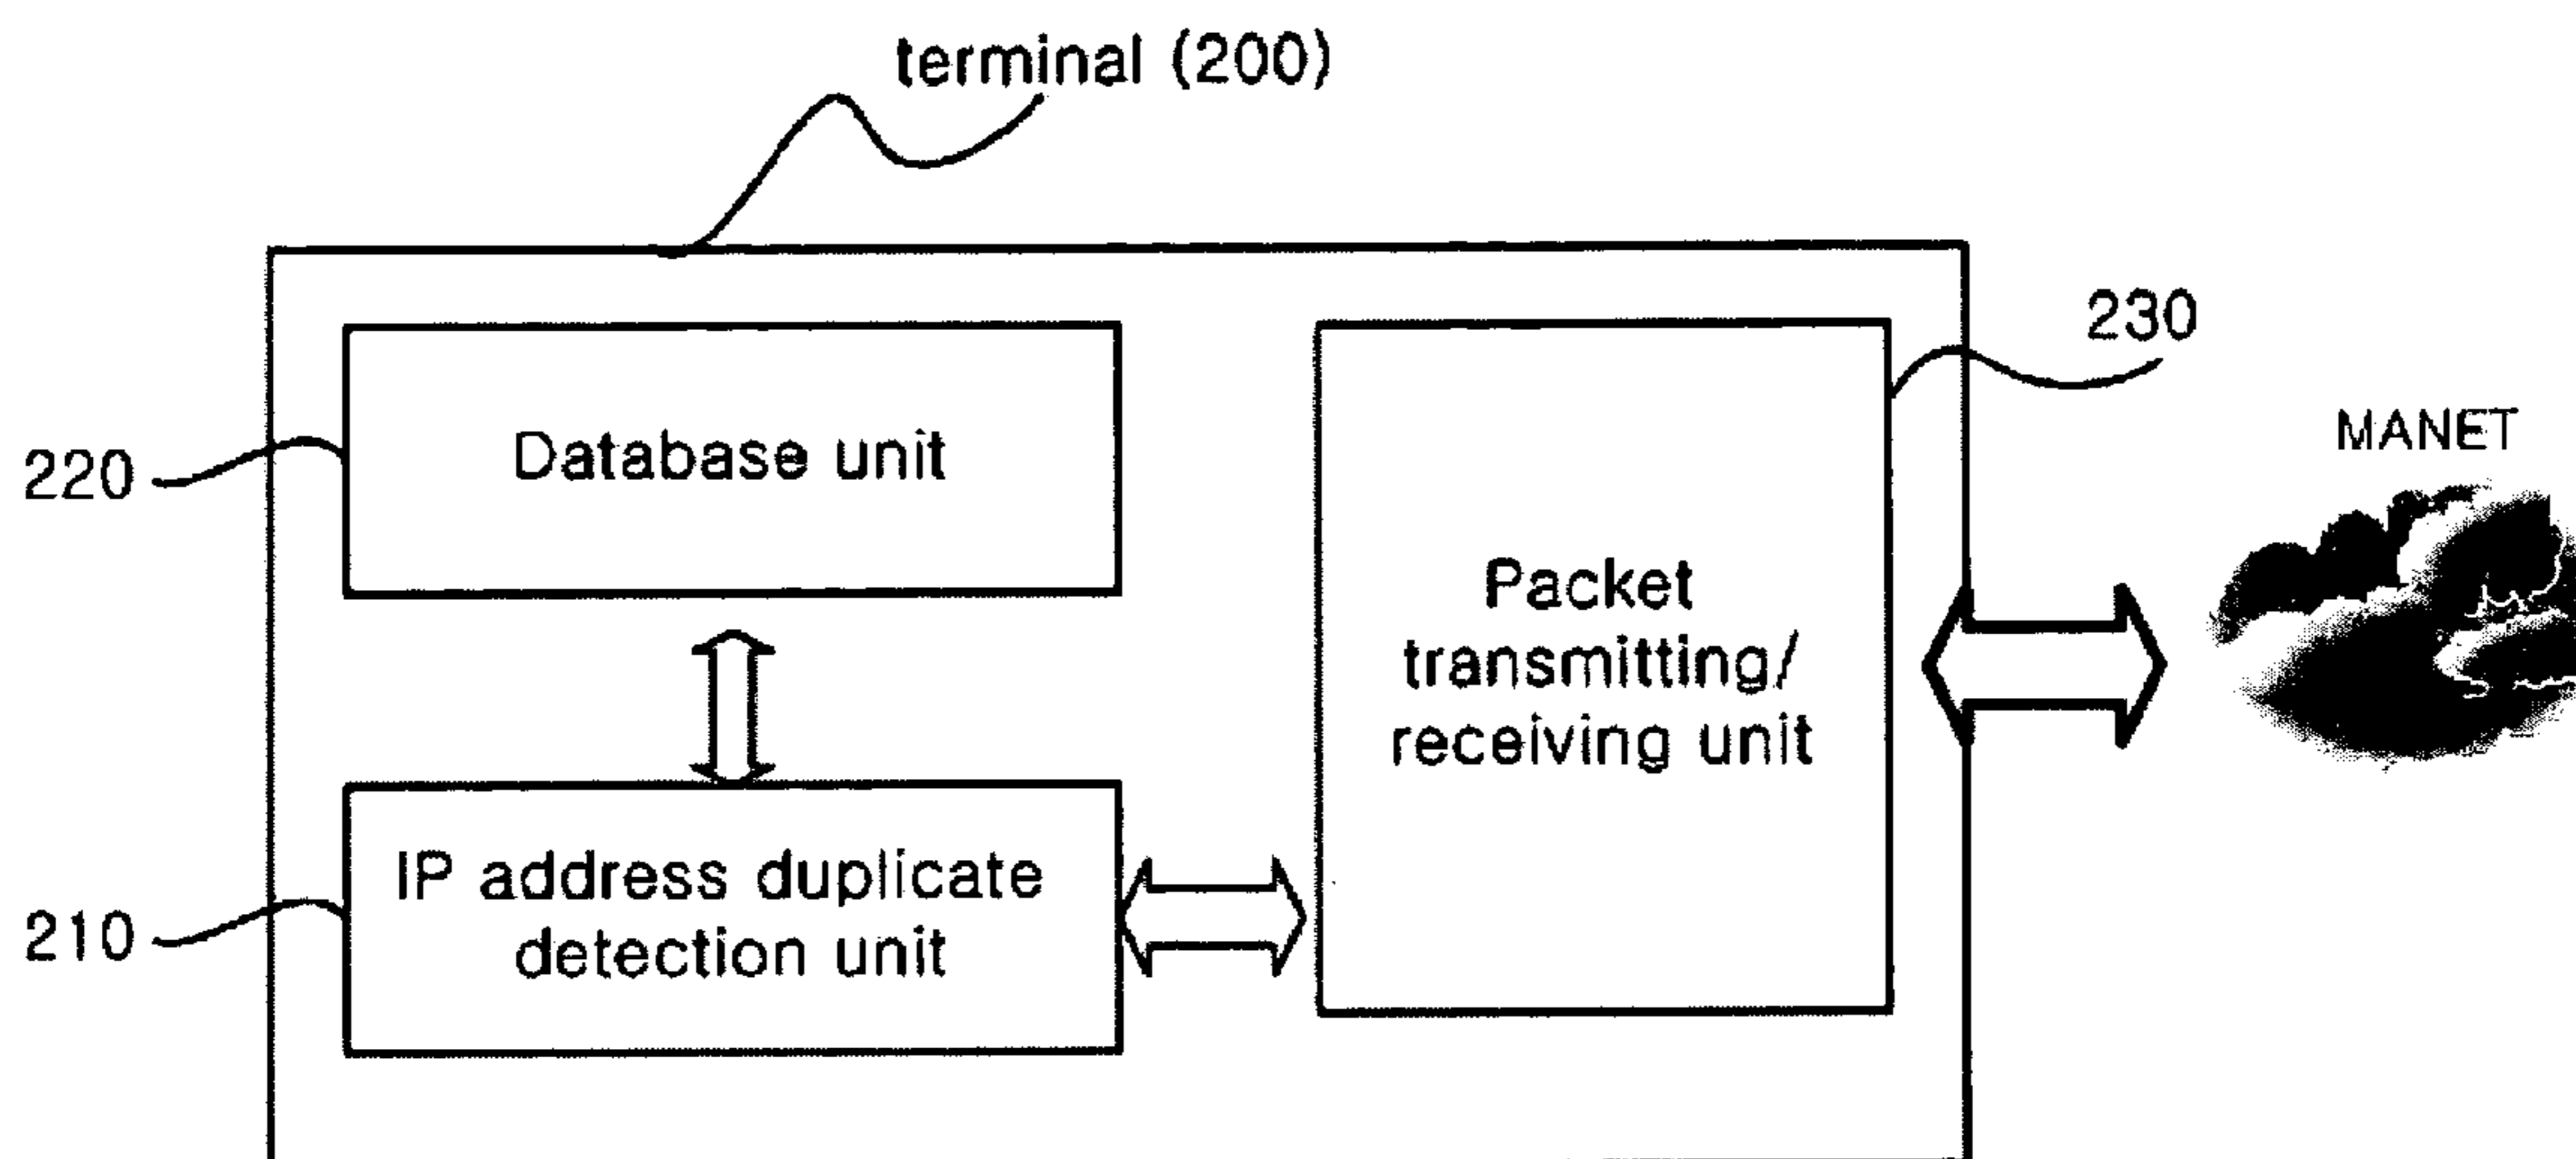 terminal (200)
230
MANET
220
Database unit
Packet
transmitting/
receiving unit
210
IP address duplicate
detection unit